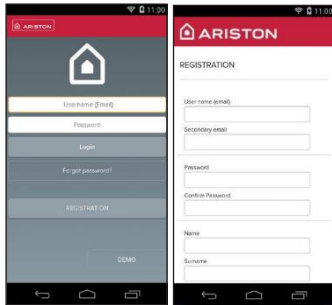 11:00
ARISTON
Username (Email)
Password
Login
Forgot password?
REGISTRATION
DEMO
11:00
ARISTON
REGISTRATION
User name (email)
Secondary email
Password
Confirm Password
Name
Surname